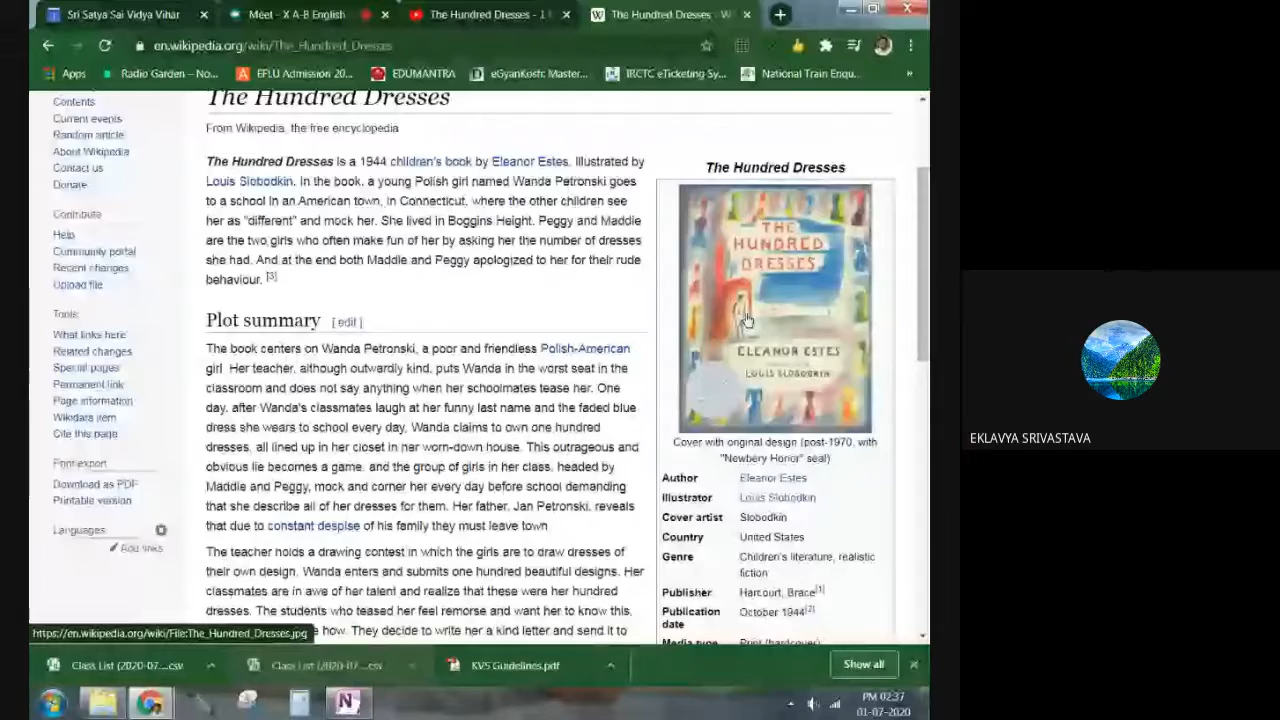 Sri Satya Sai Vidya Vihar
Meet - X A-B English
The Hundred Dresses - 1
The Hundred Dresses - W
en.wikipedia.org/wiki/The_Hundred_Dresses
Apps
Radio Garden – No...
EFLU Admission 20...
EDUMANTRA
eGyanKosh: Master...
IRCTC eTicketing Sy...
National Train Enqu...
»
Contents
Current events
Random article
About Wikipedia
Contact us
Donate
Contribute
Help
Community portal
Recent changes
Upload file
Tools
What links here
Related changes
Special pages
Permanent link
Page information
Wikidata item
Cite this page
Print/export
Download as PDF
Printable version
Languages
Add links
The Hundred Dresses
From Wikipedia, the free encyclopedia
The Hundred Dresses is a 1944 children's book by Eleanor Estes, illustrated by
Louis Slobodkin. In the book, a young Polish girl named Wanda Petronski goes
to a school in an American town, in Connecticut, where the other children see
her as "different" and mock her. She lived in Boggins Height. Peggy and Maddie
are the two girls who often make fun of her by asking her the number of dresses
she had. And at the end both Maddie and Peggy apologized to her for their rude
behaviour. [3]
Plot summary [ edit ]
The book centers on Wanda Petronski, a poor and friendless Polish-American
girl. Her teacher, although outwardly kind, puts Wanda in the worst seat in the
classroom and does not say anything when her schoolmates tease her. One
day, after Wanda's classmates laugh at her funny last name and the faded blue
dress she wears to school every day, Wanda claims to own one hundred
dresses, all lined up in her closet in her worn-down house. This outrageous and
obvious lie becomes a game, and the group of girls in her class, headed by
Maddie and Peggy, mock and corner her every day before school demanding
that she describe all of her dresses for them. Her father, Jan Petronski, reveals
that due to constant despise of his family they must leave town
The teacher holds a drawing contest in which the girls are to draw dresses of
their own design. Wanda enters and submits one hundred beautiful designs. Her
classmates are in awe of her talent and realize that these were her hundred
dresses. The students who teased her feel remorse and want her to know this,
how. They decide to write her a kind letter and send it to
The Hundred Dresses
THE
HUNDRED
DRESSES
ELEANOR ESTES
LOUIS SLOBODKIN
Cover with original design (post-1970, with
"Newbery Honor" seal)
Author Eleanor Estes
Illustrator Louis Slobodkin
Cover artist Slobodkin
Country United States
Genre Children's literature, realistic
fiction
Publisher Harcourt, Brace[1]
Publication October 1944[2]
date
Media type Print (hardcover)
https://en.wikipedia.org/wiki/File:The_Hundred_Dresses.jpg
Class List (2020-07....csv
Class List (2020-07....csv
KVS Guidelines.pdf
Show all
PM 02:37
01-07-2020
EKLAVYA SRIVASTAVA